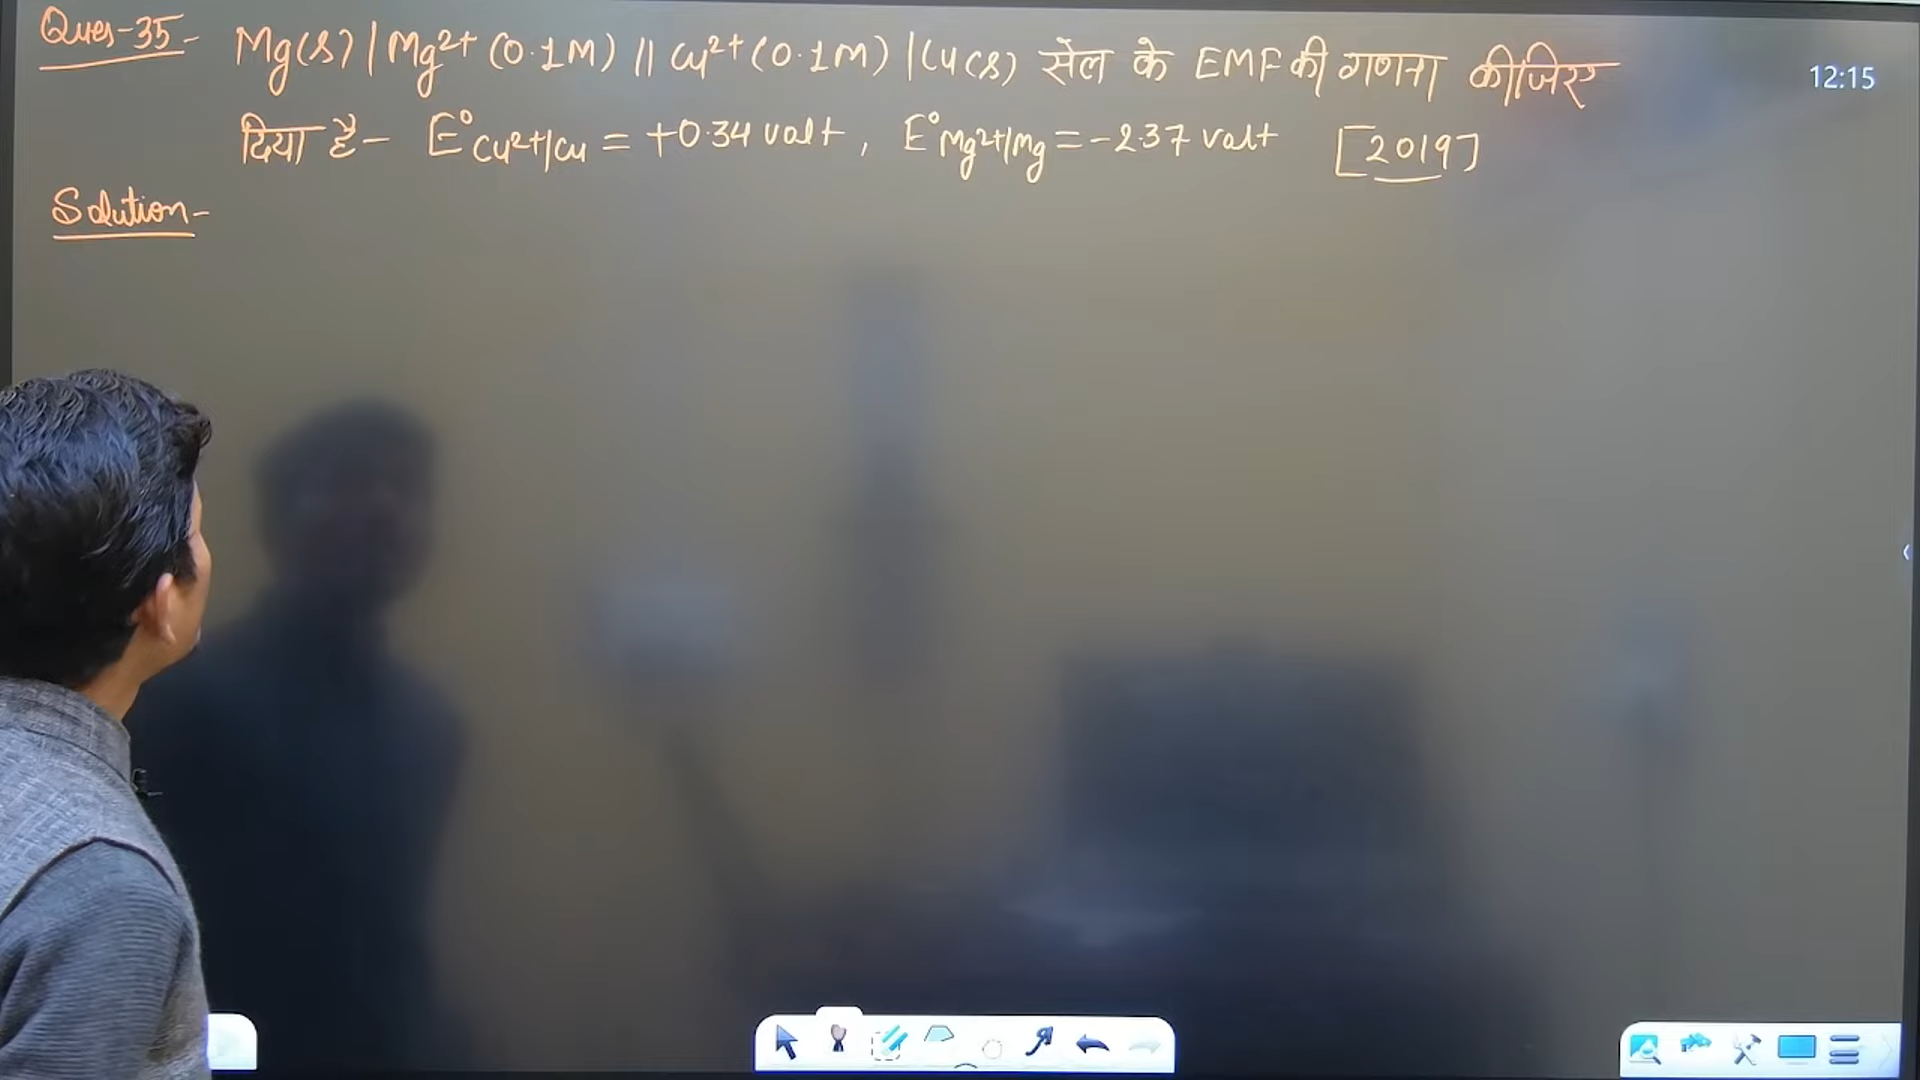 Ques-35- Mg(s) | Mg2+ (0.1M) || Cu2+ (0.1M) | Cu(s) सेल के EMF की गणना कीजिए
12:15
दिया है- E°Cu2+/Cu = +0.34 volt, E°Mg2+/Mg = -2.37 volt [2019]
Solution-